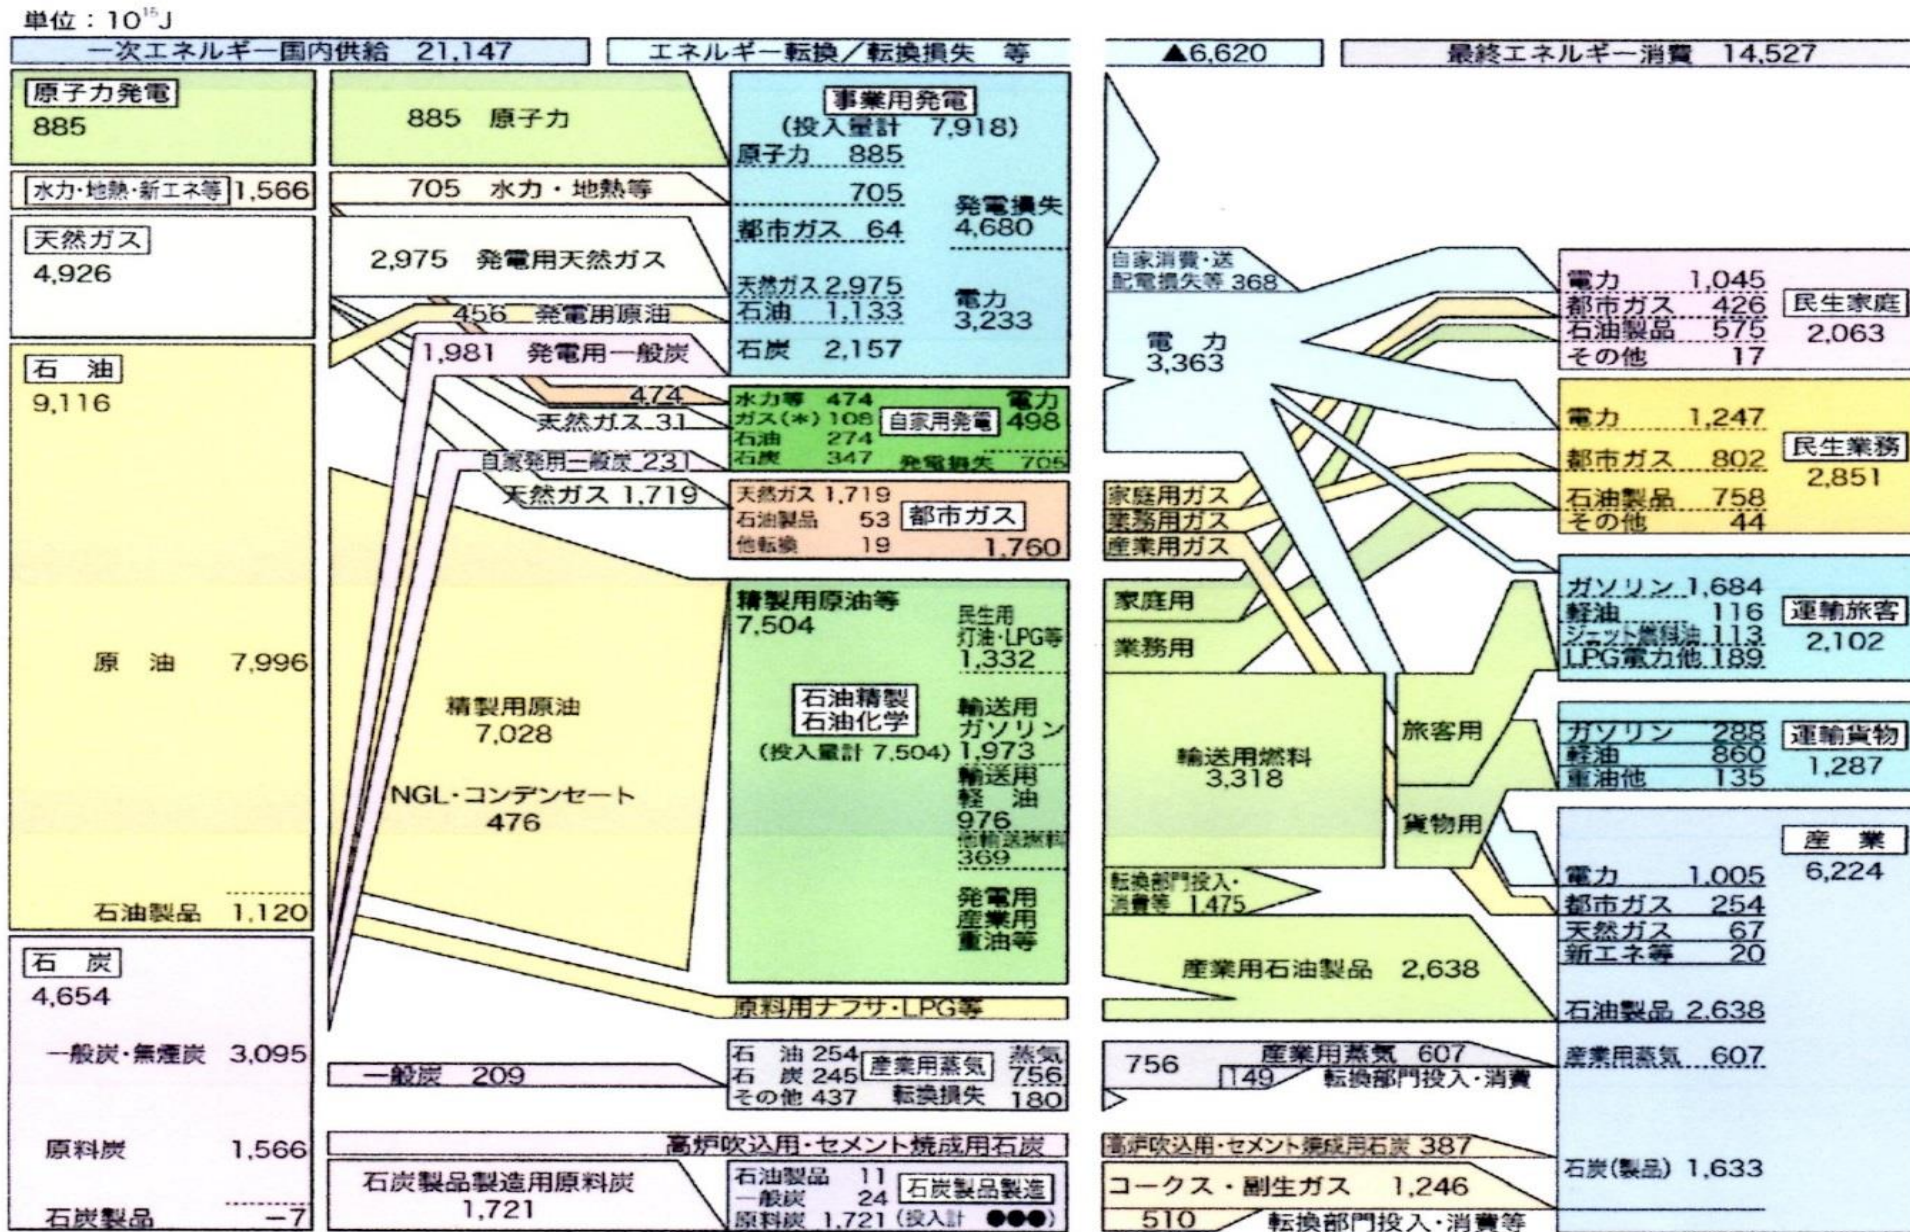 単位：10¹⁵J
一次エネルギー国内供給 21,147
エネルギー転換／転換損失 等
▲6,620
最終エネルギー消費 14,527
原子力発電
885
水力・地熱・新エネ等 1,566
天然ガス
4,926
石 油
9,116
原 油 7,996
石油製品 1,120
石 炭
4,654
一般炭・無煙炭 3,095
原料炭 1,566
石炭製品 −7
885 原子力
705 水力・地熱等
2,975 発電用天然ガス
456 発電用原油
1,981 発電用一般炭
474
天然ガス 31
自家発用一般炭 231
天然ガス 1,719
精製用原油
7,028
NGL・コンデンセート
476
原料用ナフサ・LPG等
一般炭 209
高炉吹込用・セメント焼成用石炭
石炭製品製造用原料炭
1,721
事業用発電
(投入量計 7,918)
原子力 885
705
都市ガス 64
天然ガス 2,975
石油 1,133
石炭 2,157
発電損失
4,680
電力
3,233
水力等 474
ガス(*) 108
石油 274
石炭 347
自家用発電
電力
498
発電損失 705
天然ガス 1,719
石油製品 53
他転換 19
都市ガス
1,760
精製用原油等
7,504
石油精製
石油化学
(投入量計 7,504)
民生用
灯油・LPG等
1,332
輸送用
ガソリン
1,973
輸送用
軽 油
976
他輸送燃料
369
発電用
産業用
重油等
石 油 254
石 炭 245
その他 437
産業用蒸気
蒸気
756
転換損失 180
石油製品 11
一般炭 24
原料炭 1,721
石炭製品製造
(投入計 ●●●)
自家消費・送
配電損失等 368
電 力
3,363
家庭用ガス
業務用ガス
産業用ガス
家庭用
業務用
輸送用燃料
3,318
旅客用
貨物用
転換部門投入・
消費等 1,475
産業用石油製品 2,638
756
産業用蒸気 607
149 転換部門投入・消費
高炉吹込用・セメント焼成用石炭 387
コークス・副生ガス 1,246
510 転換部門投入・消費等
電力 1,045
都市ガス 426
石油製品 575
その他 17
民生家庭
2,063
電力 1,247
都市ガス 802
石油製品 758
その他 44
民生業務
2,851
ガソリン 1,684
軽油 116
ジェット燃料油 113
LPG電力他 189
運輸旅客
2,102
ガソリン 288
軽油 860
重油他 135
運輸貨物
1,287
産 業
6,224
電力 1,005
都市ガス 254
天然ガス 67
新エネ等 20
石油製品 2,638
産業用蒸気 607
石炭(製品) 1,633